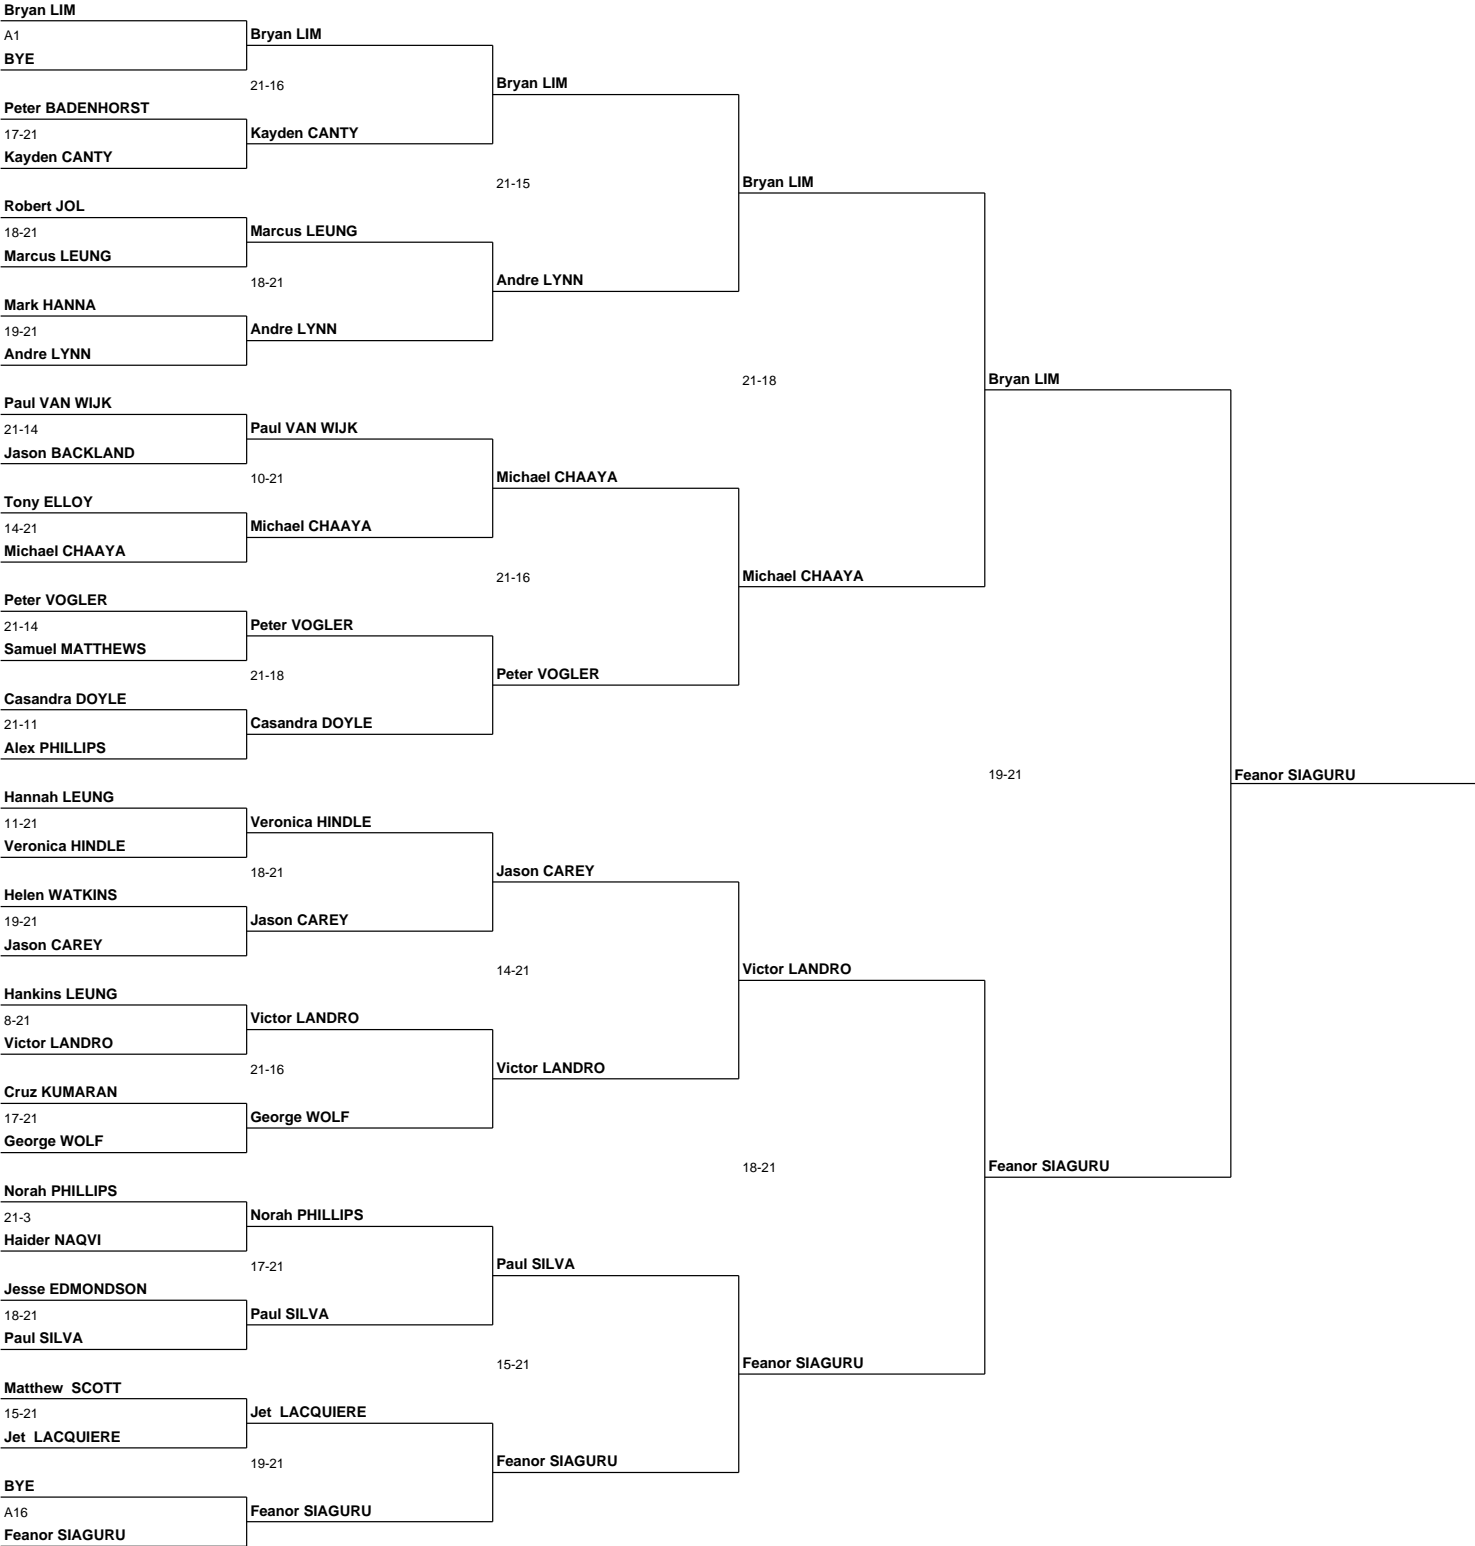 Bryan LIM
A1
BYE
Peter BADENHORST
17-21
Kayden CANTY
Robert JOL
18-21
Marcus LEUNG
Mark HANNA
19-21
Andre LYNN
Paul VAN WIJK
21-14
Jason BACKLAND
Tony ELLOY
14-21
Michael CHAAYA
Peter VOGLER
21-14
Samuel MATTHEWS
Casandra DOYLE
21-11
Alex PHILLIPS
Hannah LEUNG
11-21
Veronica HINDLE
Helen WATKINS
19-21
Jason CAREY
Hankins LEUNG
8-21
Victor LANDRO
Cruz KUMARAN
17-21
George WOLF
Norah PHILLIPS
21-3
Haider NAQVI
Jesse EDMONDSON
18-21
Paul SILVA
Matthew  SCOTT
15-21
Jet  LACQUIERE
BYE
A16
Feanor SIAGURU
Bryan LIM
21-16
Kayden CANTY
Marcus LEUNG
18-21
Andre LYNN
Paul VAN WIJK
10-21
Michael CHAAYA
Peter VOGLER
21-18
Casandra DOYLE
Veronica HINDLE
18-21
Jason CAREY
Victor LANDRO
21-16
George WOLF
Norah PHILLIPS
17-21
Paul SILVA
Jet  LACQUIERE
19-21
Feanor SIAGURU
Bryan LIM
21-15
Andre LYNN
Michael CHAAYA
21-16
Peter VOGLER
Jason CAREY
14-21
Victor LANDRO
Paul SILVA
15-21
Feanor SIAGURU
Bryan LIM
21-18
Michael CHAAYA
Victor LANDRO
18-21
Feanor SIAGURU
Bryan LIM
19-21
Feanor SIAGURU
Feanor SIAGURU